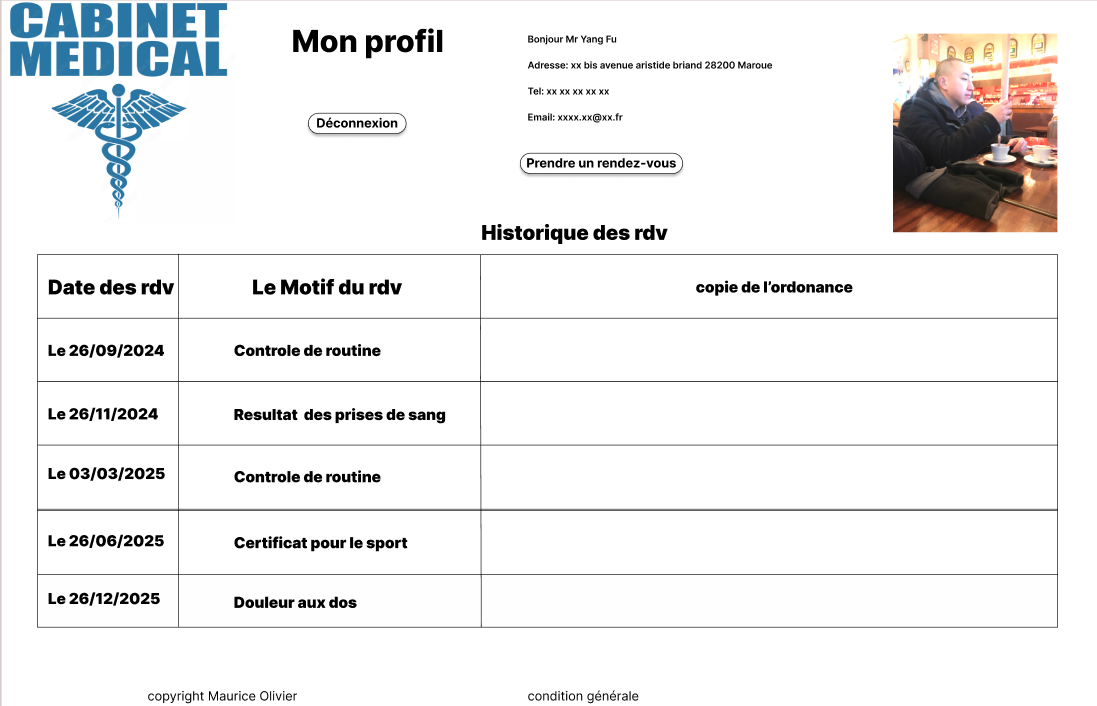 CABINET
MEDICAL
Mon profil
Déconnexion
Bonjour Mr Yang Fu
Adresse: xx bis avenue aristide briand 28200 Maroue
Tel: xx xx xx xx xx
Email: xxxx.xx@xx.fr
Prendre un rendez-vous
Historique des rdv
Date des rdv Le Motif du rdv copie de l’ordonance
Le 26/09/2024 Controle de routine
Le 26/11/2024 Resultat des prises de sang
Le 03/03/2025 Controle de routine
Le 26/06/2025 Certificat pour le sport
Le 26/12/2025 Douleur aux dos
copyright Maurice Olivier condition générale